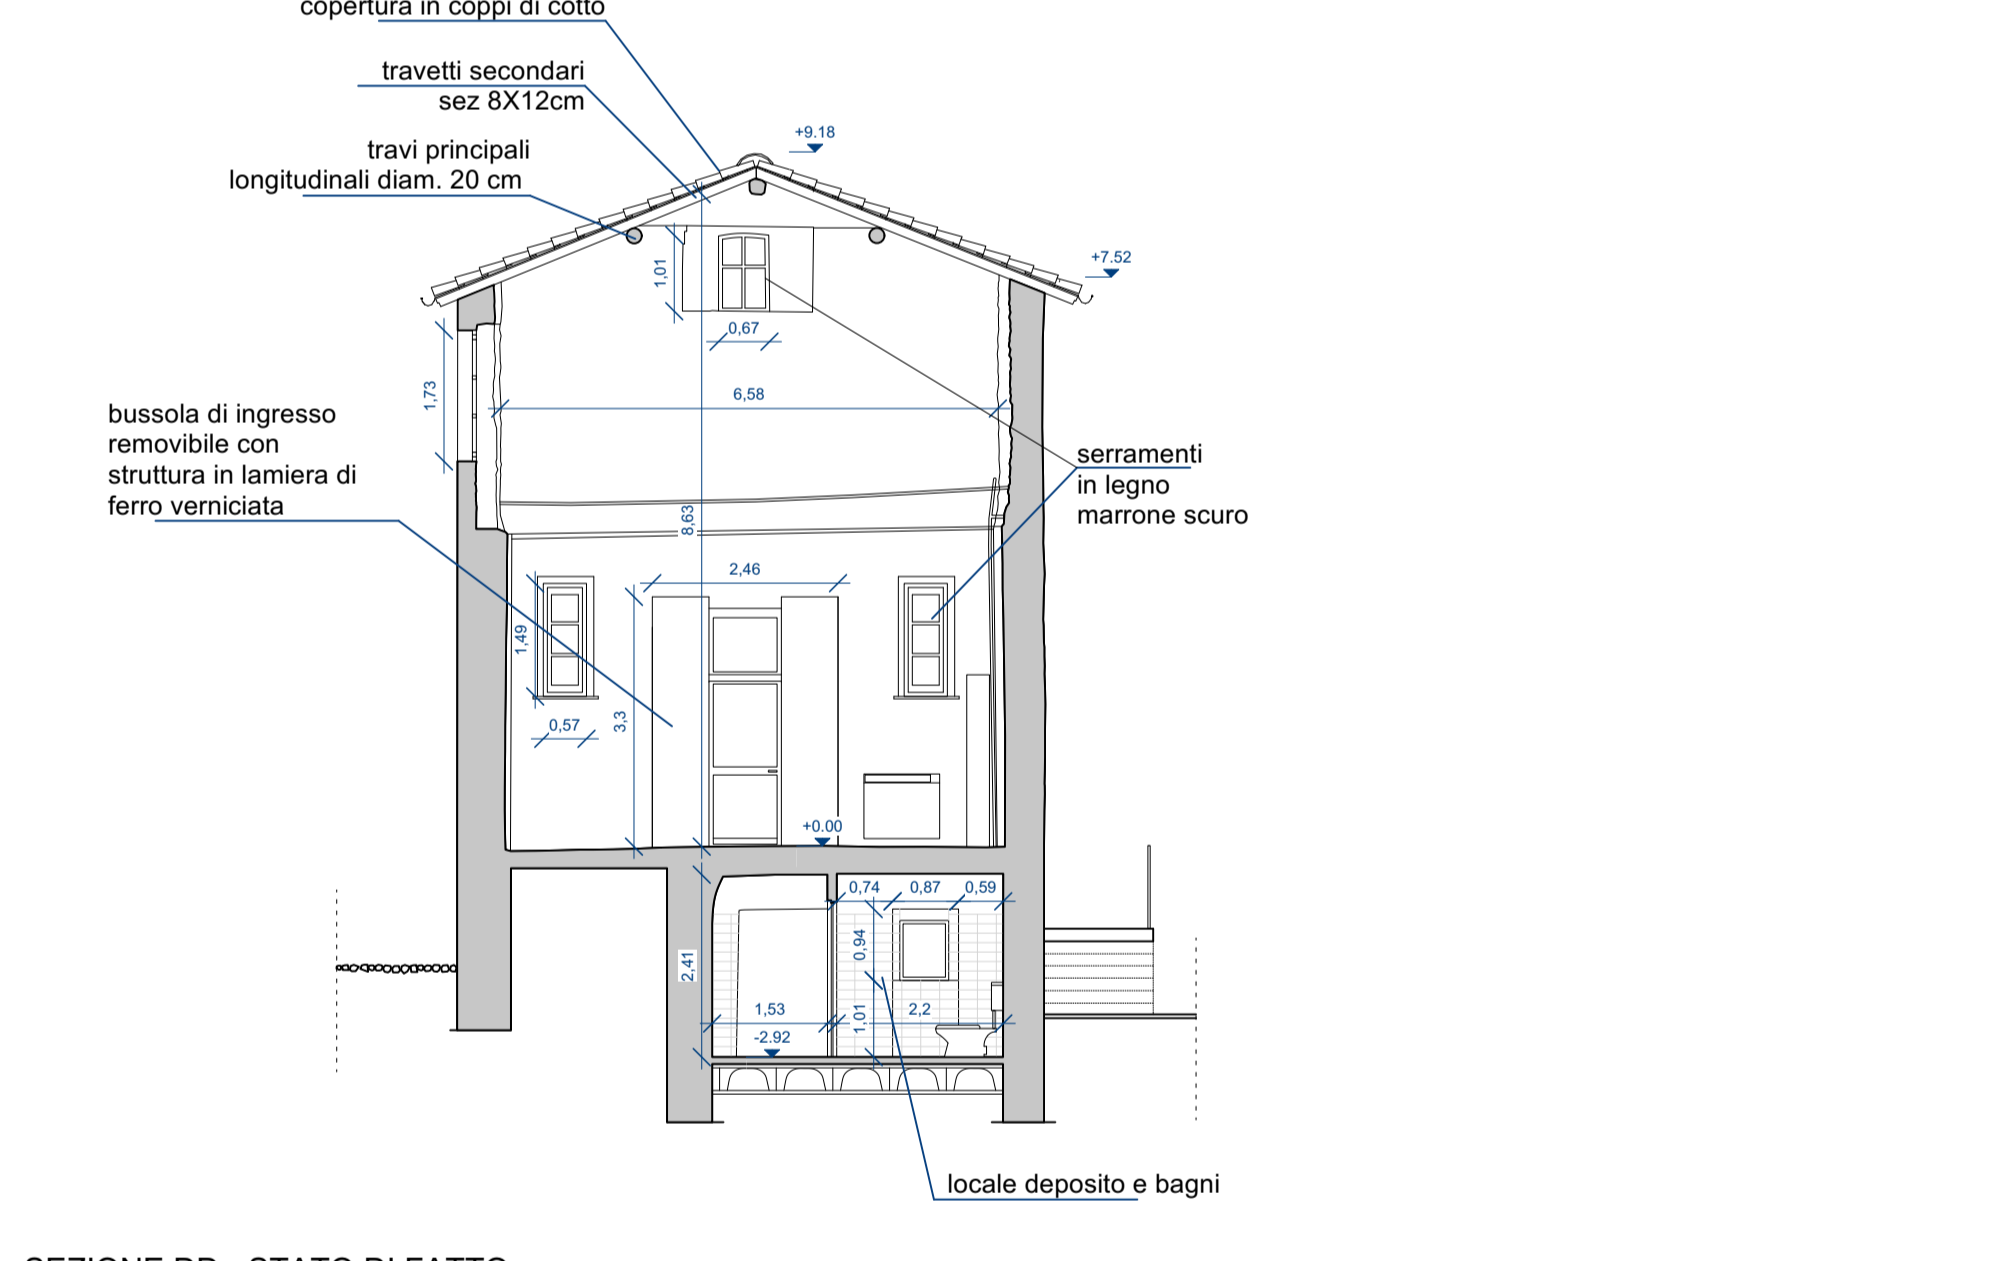 copertura in coppi di cotto
travetti secondari
sez 8X12cm
travi principali
longitudinali diam. 20 cm
+9.18
+7.52
1,01
0,67
1,73
6,58
bussola di ingresso
removibile con
struttura in lamiera di
ferro verniciata
serramenti
in legno
marrone scuro
8,63
2,46
1,49
0,57
3,3
+0.00
0,74
0,87
0,59
0,94
2,41
1,53
1,01
2,2
-2.92
locale deposito e bagni
STATO DI FATTO